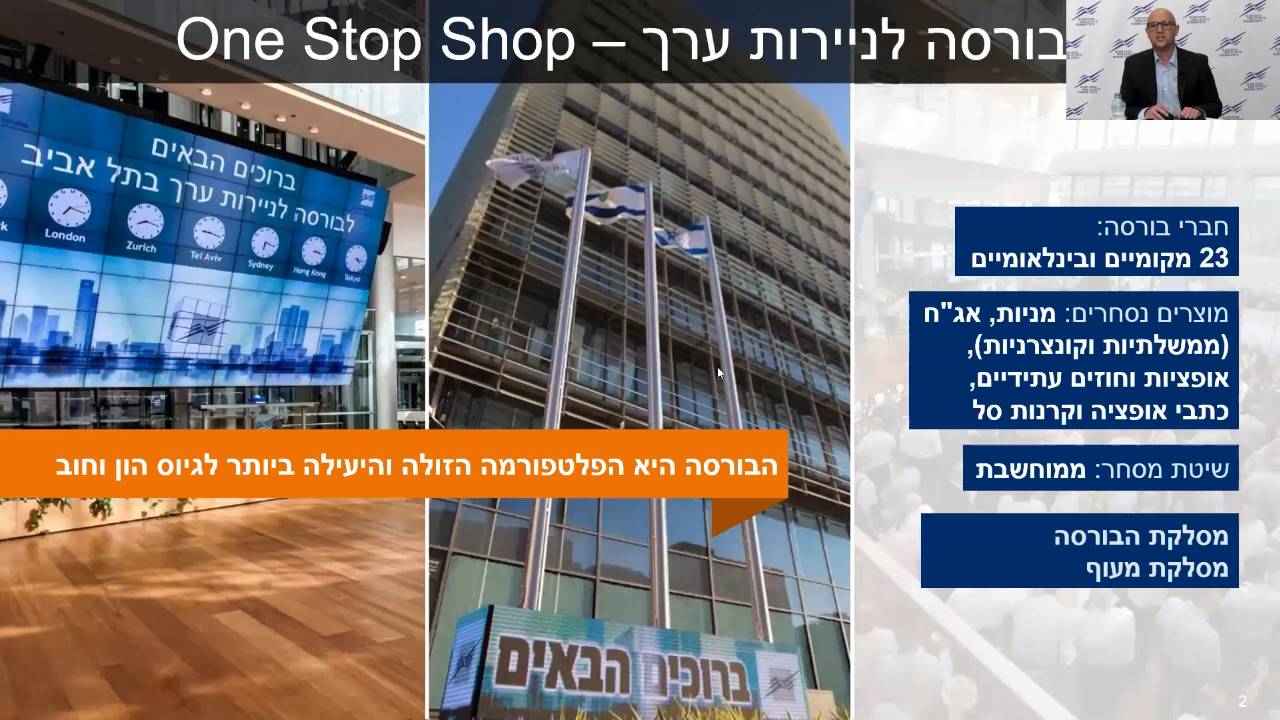 בורסה לניירות ערך – One Stop Shop
ברוכים הבאים
לבורסה לניירות ערך בתל אביב
London
Zurich
Tel Aviv
Sydney
Hong Kong
Tokyo
חברי בורסה:
23 מקומיים ובינלאומיים
מוצרים נסחרים: מניות, אג"ח
(ממשלתיות וקונצרניות),
אופציות וחוזים עתידיים,
כתבי אופציה וקרנות סל
שיטת מסחר: ממוחשבת
מסלקת הבורסה
מסלקת מעוף
הבורסה היא הפלטפורמה הזולה והיעילה ביותר לגיוס הון וחוב
ברוכים הבאים
2